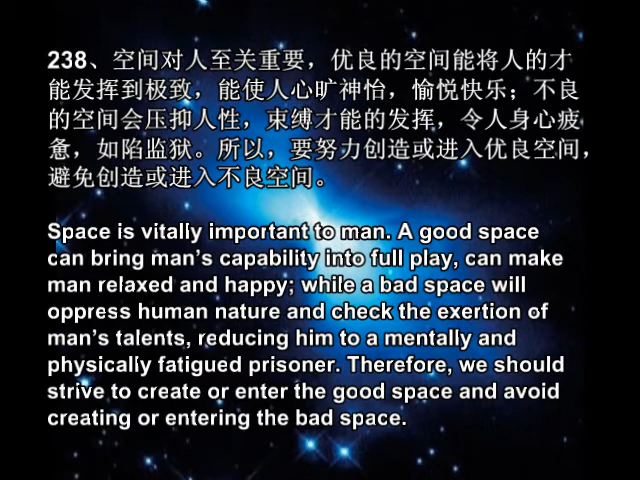 238、空间对人至关重要，优良的空间能将人的才
能发挥到极致，能使人心旷神怡，愉悦快乐；不良
的空间会压抑人性，束缚才能的发挥，令人身心疲
惫，如陷监狱。所以，要努力创造或进入优良空间，
避免创造或进入不良空间。
Space is vitally important to man. A good space
can bring man's capability into full play, can make
man relaxed and happy; while a bad space will
oppress human nature and check the exertion of
man's talents, reducing him to a mentally and
physically fatigued prisoner. Therefore, we should
strive to create or enter the good space and avoid
creating or entering the bad space.